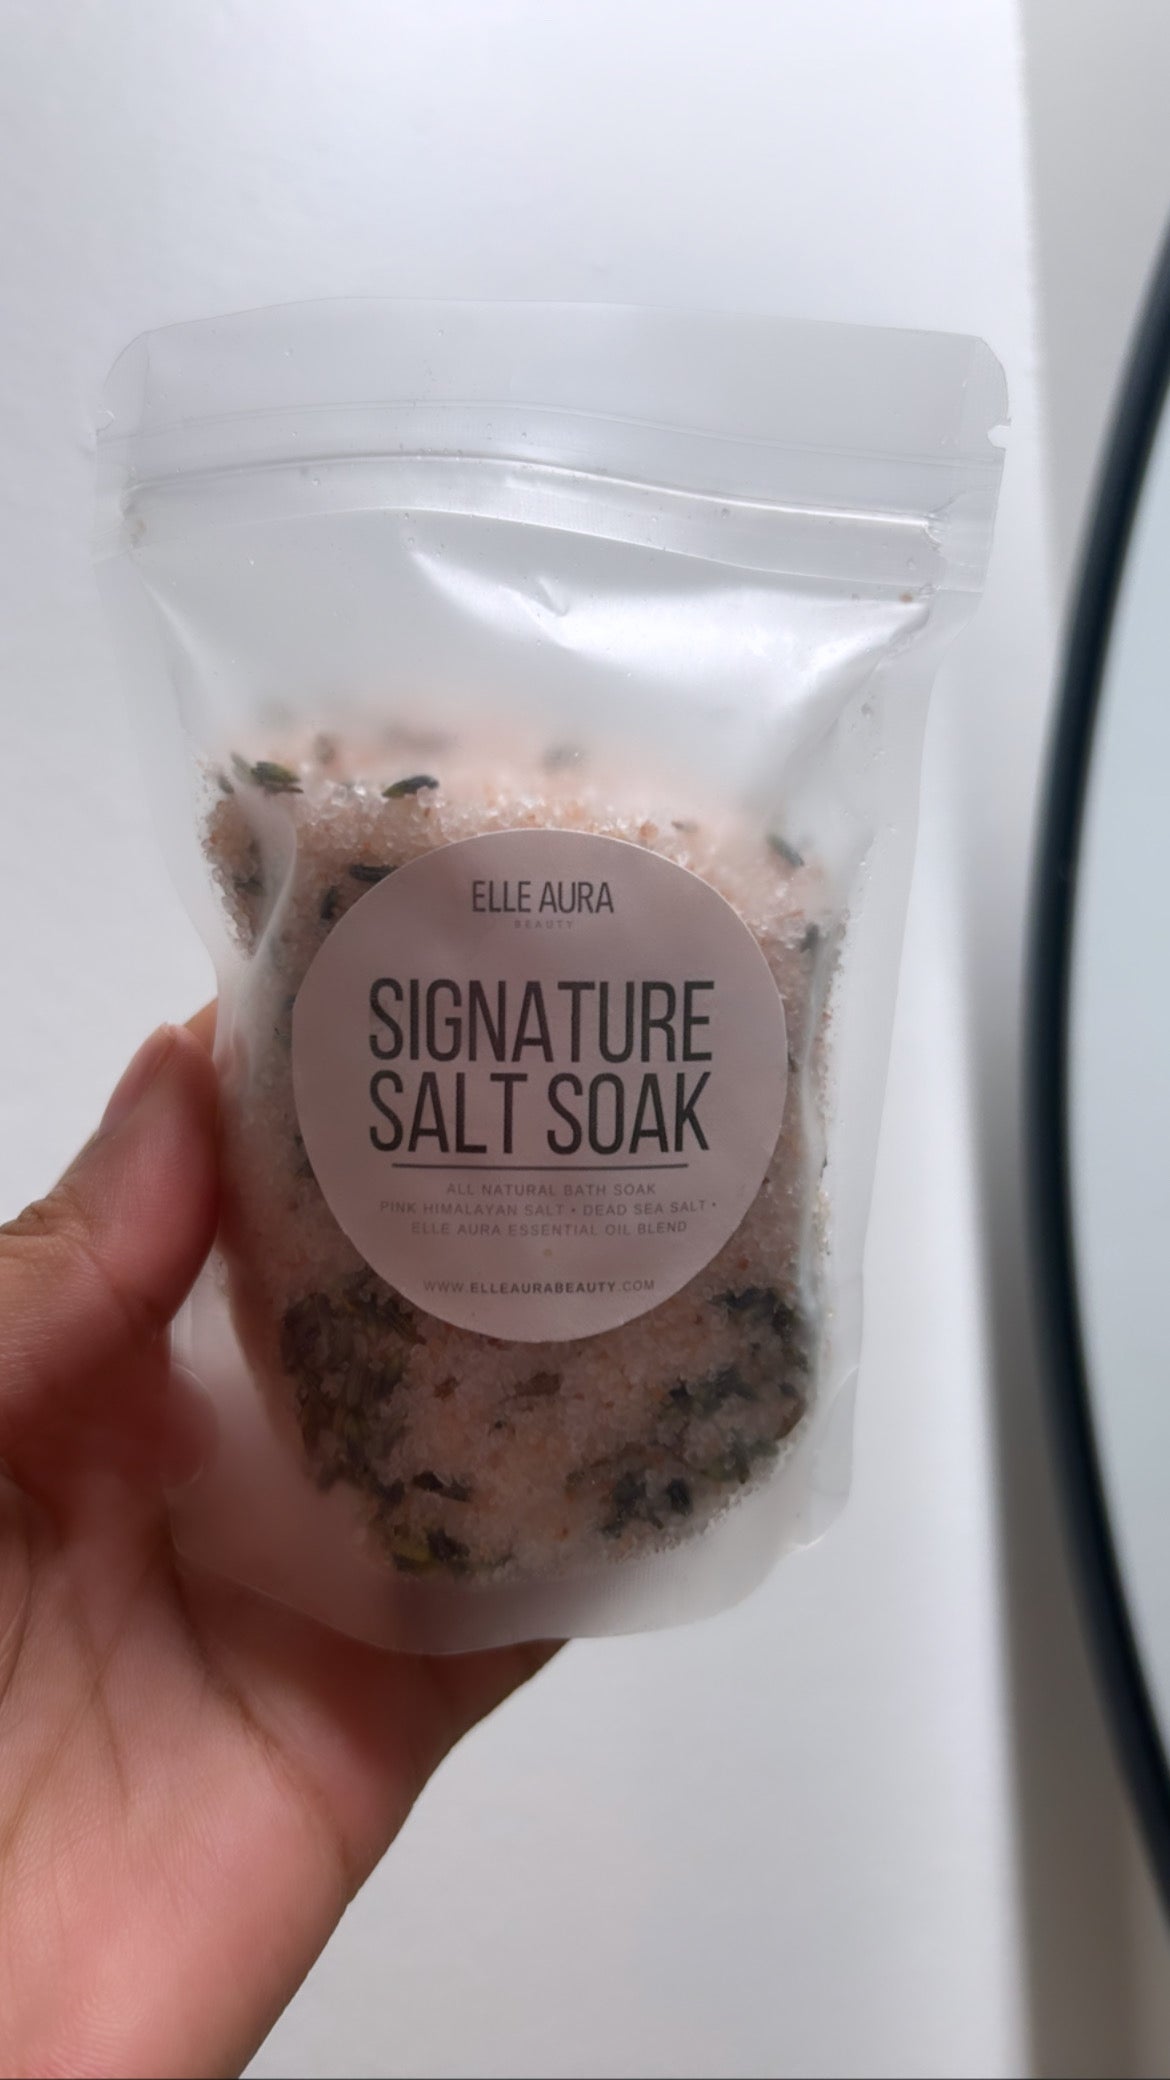 ELLE AURA
BEAUTY
SIGNATURE
SALT SOAK
ALL NATURAL BATH SOAK
PINK HIMALAYAN SALT • DEAD SEA SALT •
ELLE AURA ESSENTIAL OIL BLEND
WWW.ELLEAURABEAUTY.COM